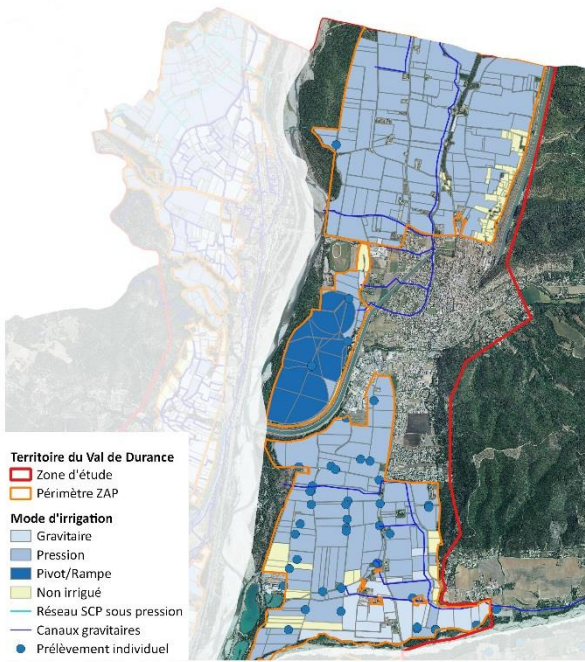 Territoire du Val de Durance
Zone d'étude
Périmètre ZAP
Mode d'irrigation
Gravitaire
Pression
Pivot/Rampe
Non irrigué
Réseau SCP sous pression
Canaux gravitaires
Prélèvement individuel